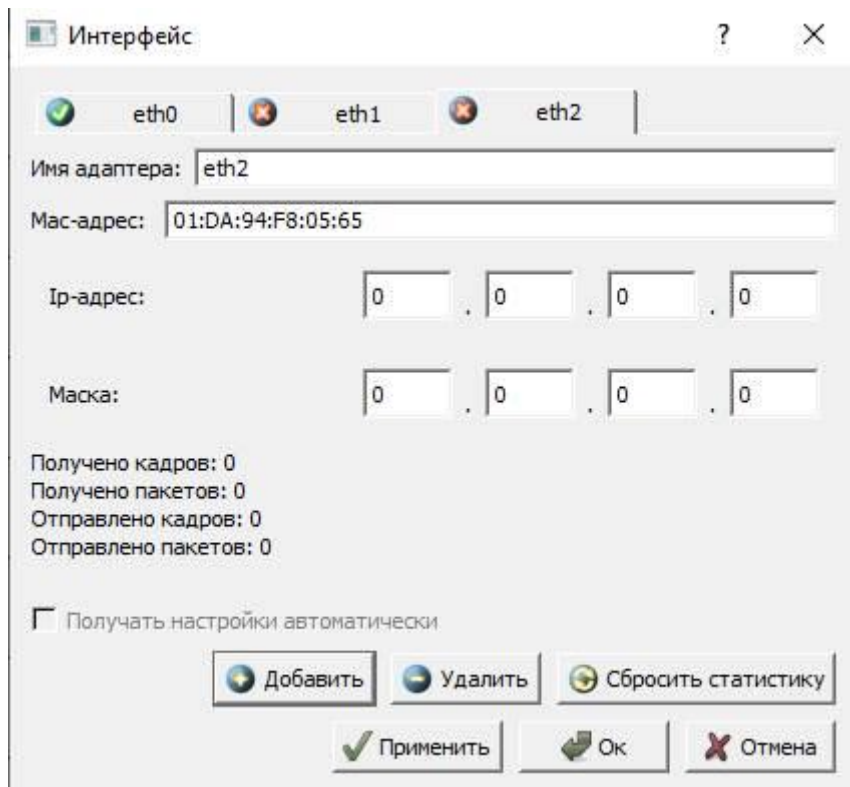 Интерфейс ?
eth0 eth1 eth2
Имя адаптера: eth2
Mac-адрес: 01:DA:94:F8:05:65
Ip-адрес: 0 . 0 . 0 . 0
Маска: 0 . 0 . 0 . 0
Получено кадров: 0
Получено пакетов: 0
Отправлено кадров: 0
Отправлено пакетов: 0
Получать настройки автоматически
Добавить Удалить Сбросить статистику
Применить Ок Отмена